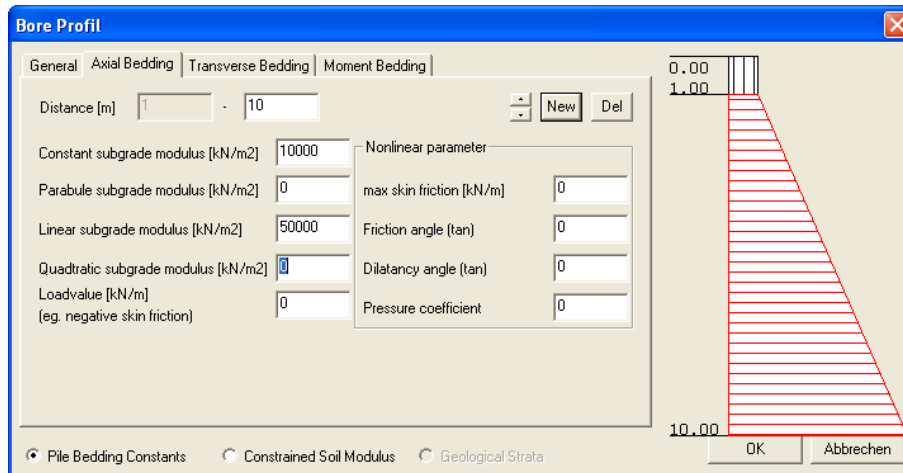 Bore Profil
General Axial Bedding Transverse Bedding Moment Bedding
Distance [m] 1 - 10 New Del
Constant subgrade modulus [kN/m2] 10000
Parabule subgrade modulus [kN/m2] 0
Linear subgrade modulus [kN/m2] 50000
Quadtratic subgrade modulus [kN/m2] 0
Loadvalue [kN/m] 0
(eg. negative skin friction)
Nonlinear parameter
max skin friction [kN/m] 0
Friction angle (tan) 0
Dilatancy angle (tan) 0
Pressure coefficient 0
0.00
1.00
10.00
Pile Bedding Constants Constrained Soil Modulus Geological Strata
OK Abbrechen